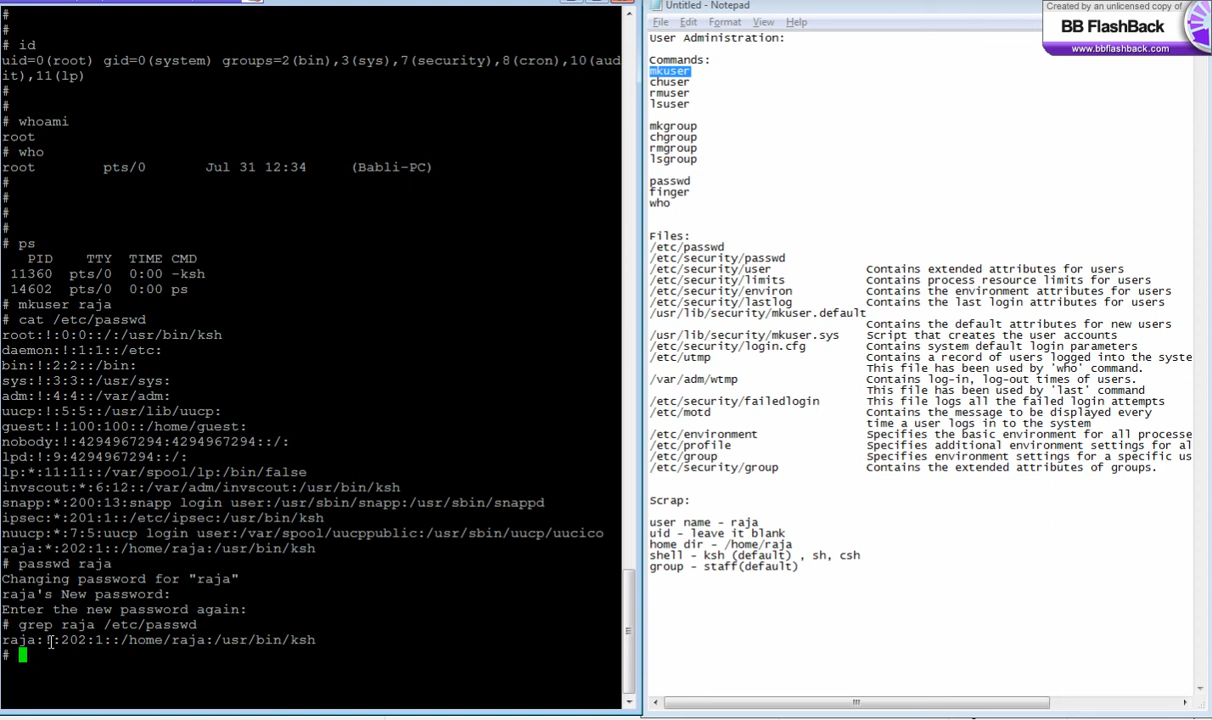 #
#
# id
uid=0(root) gid=0(system) groups=2(bin),3(sys),7(security),8(cron),10(aud
it),11(lp)
#
#
# whoami
root
# who
root pts/0 Jul 31 12:34 (Babli-PC)
#
#
#
#
# ps
PID TTY TIME CMD
11360 pts/0 0:00 -ksh
14602 pts/0 0:00 ps
# mkuser raja
# cat /etc/passwd
root:!:0:0::/:/usr/bin/ksh
daemon:!:1:1::/etc:
bin:!:2:2::/bin:
sys:!:3:3::/usr/sys:
adm:!:4:4::/var/adm:
uucp:!:5:5::/usr/lib/uucp:
guest:!:100:100::/home/guest:
nobody:!:4294967294:4294967294::/:
lpd:!:9:4294967294::/:
lp:*:11:11::/var/spool/lp:/bin/false
invscout:*:6:12::/var/adm/invscout:/usr/bin/ksh
snapp:*:200:13:snapp login user:/usr/sbin/snapp:/usr/sbin/snappd
ipsec:*:201:1::/etc/ipsec:/usr/bin/ksh
nuucp:*:7:5:uucp login user:/var/spool/uucppublic:/usr/sbin/uucp/uucico
raja:*:202:1::/home/raja:/usr/bin/ksh
# passwd raja
Changing password for "raja"
raja's New password:
Enter the new password again:
# grep raja /etc/passwd
raja:!:202:1::/home/raja:/usr/bin/ksh
#
Untitled - Notepad
File Edit Format View Help
User Administration:
Commands:
mkuser
chuser
rmuser
lsuser
mkgroup
chgroup
rmgroup
lsgroup
passwd
finger
who
Files:
/etc/passwd
/etc/security/passwd
/etc/security/user Contains extended attributes for users
/etc/security/limits Contains process resource limits for users
/etc/security/environ Contains the environment attributes for users
/etc/security/lastlog Contains the last login attributes for users
/usr/lib/security/mkuser.default
Contains the default attributes for new users
/usr/lib/security/mkuser.sys Script that creates the user accounts
/etc/security/login.cfg Contains system default login parameters
/etc/utmp Contains a record of users logged into the syste
This file has been used by 'who' command.
/var/adm/wtmp Contains log-in, log-out times of users.
This file has been used by 'last' command
/etc/security/failedlogin This file logs all the failed login attempts
/etc/motd Contains the message to be displayed every
time a user logs in to the system
/etc/environment Specifies the basic environment for all processe
/etc/profile Specifies additional environment settings for al
/etc/group Specifies environment settings for a specific us
/etc/security/group Contains the extended attributes of groups.
Scrap:
user name - raja
uid - leave it blank
home dir - /home/raja
shell - ksh (default) , sh, csh
group - staff(default)
Created by an unlicensed copy of
BB FlashBack
www.bbflashback.com